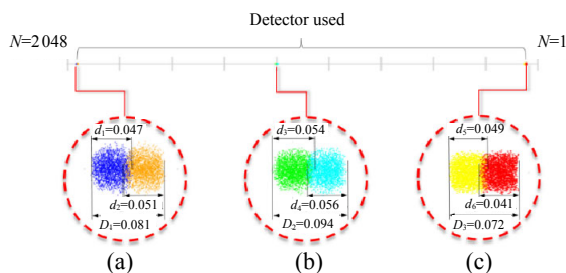 Detector used
N=2 048
N=1
d1=0.047
d2=0.051
D1=0.081
d3=0.054
d4=0.056
D2=0.094
d5=0.049
d6=0.041
D3=0.072
(a)
(b)
(c)